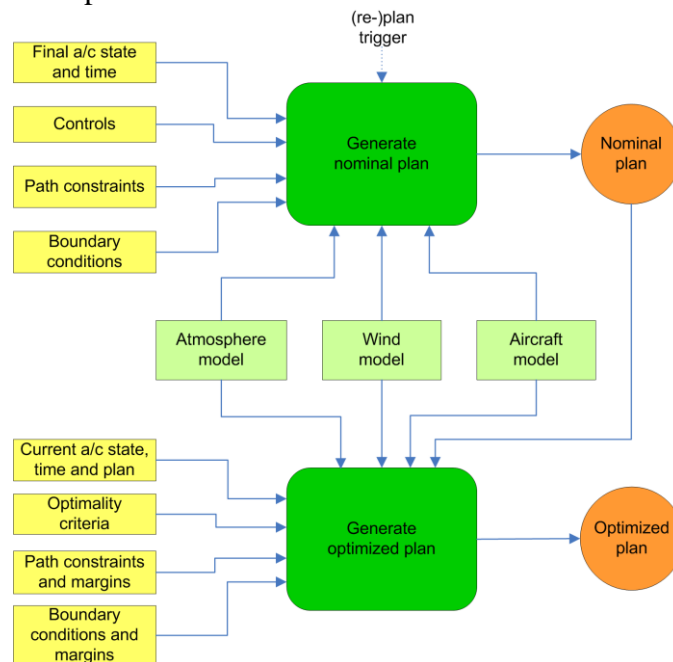 (re-)plan
trigger
Final a/c state
and time
Controls
Path constraints
Boundary
conditions
Generate
nominal plan
Nominal
plan
Atmosphere
model
Wind
model
Aircraft
model
Current a/c state,
time and plan
Optimality
criteria
Path constraints
and margins
Boundary
conditions and
margins
Generate
optimized plan
Optimized
plan